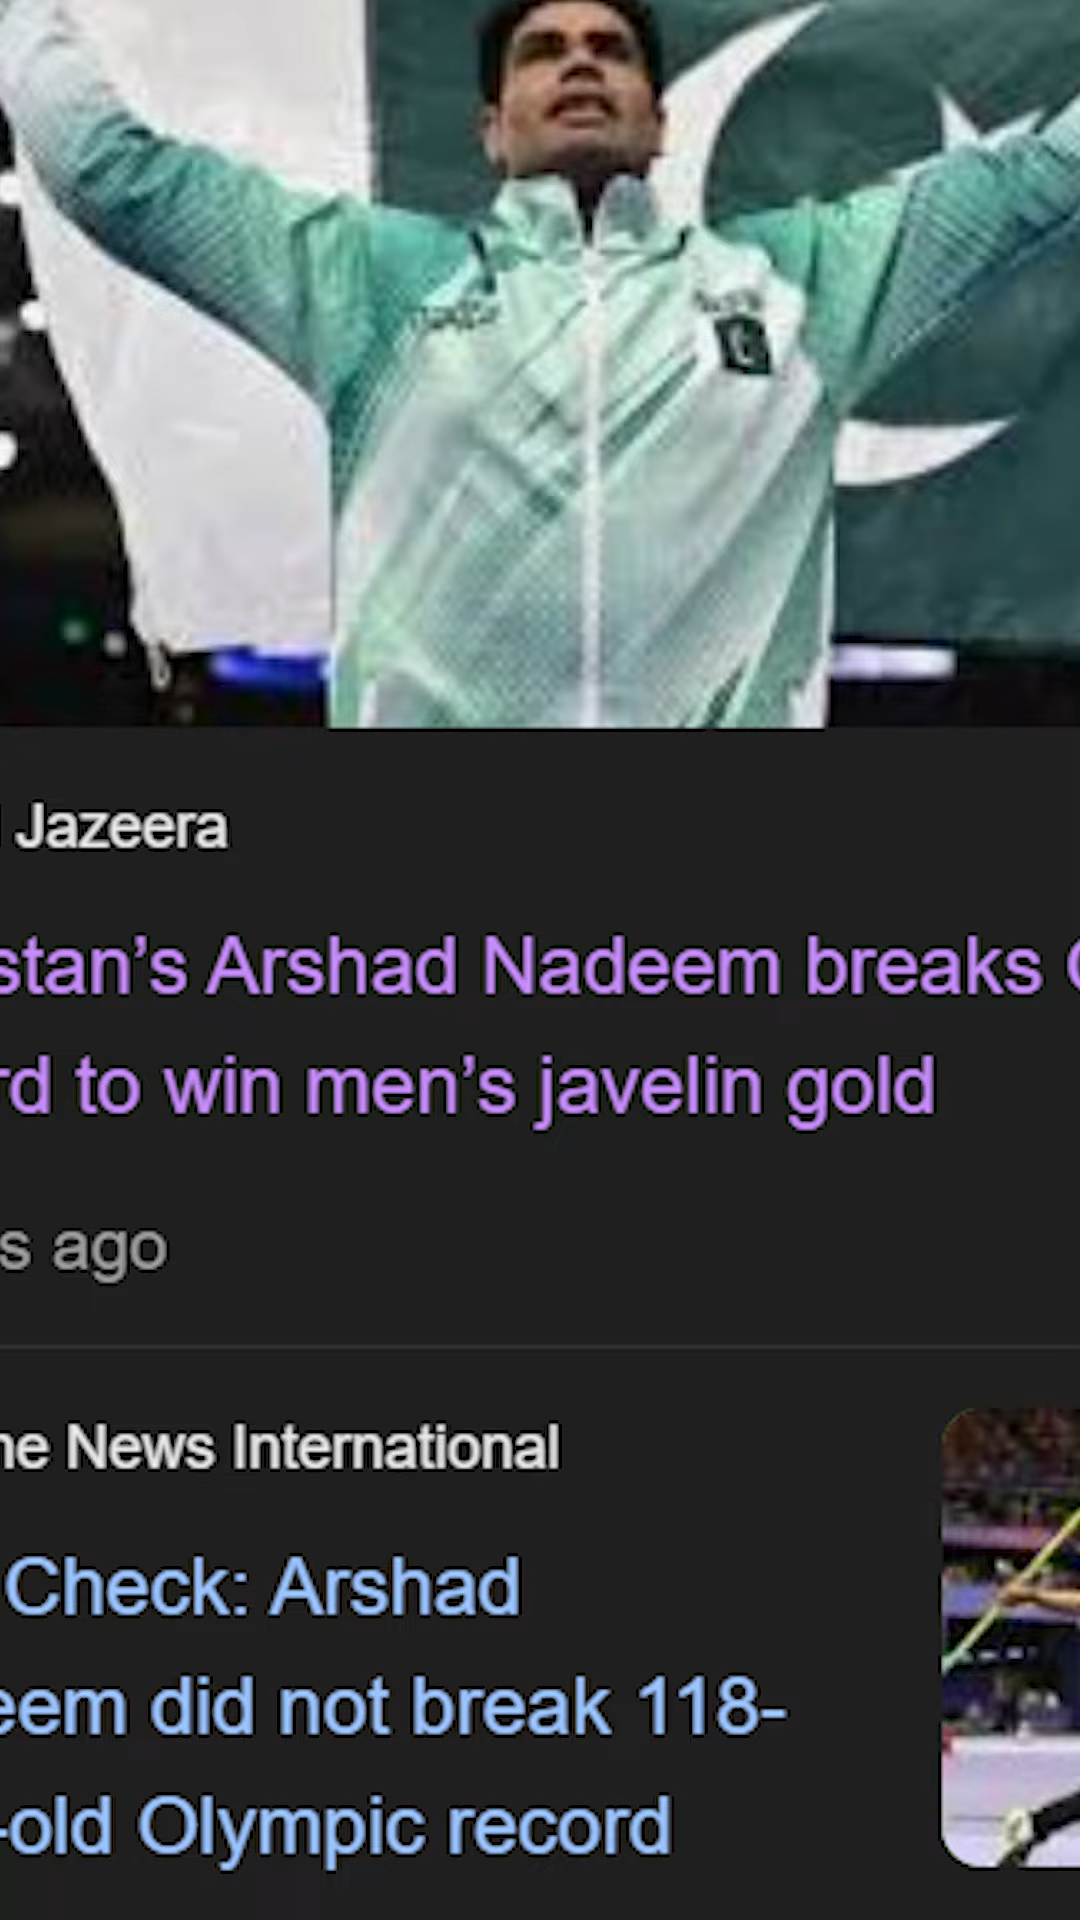 Jazeera
stan’s Arshad Nadeem breaks
rd to win men’s javelin gold
s ago
he News International
Check: Arshad
eem did not break 118-
-old Olympic record